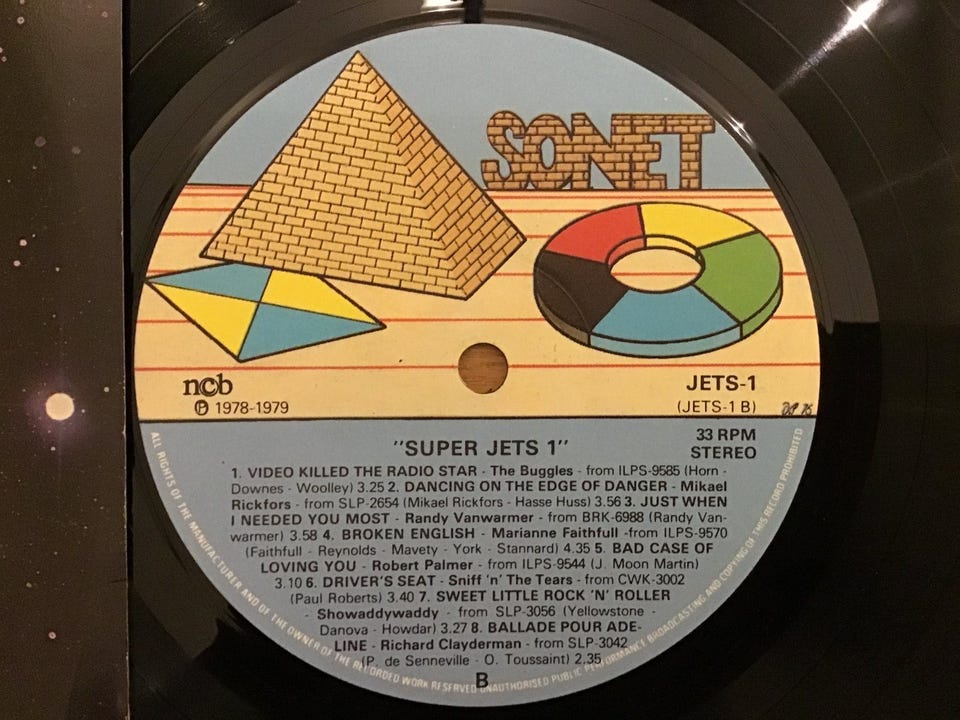 SONET
ncb
℗ 1978-1979
JETS-1
(JETS-1 B)
"SUPER JETS 1"
33 RPM
STEREO
1. VIDEO KILLED THE RADIO STAR - The Buggles - from ILPS-9585 (Horn -
Downes - Woolley) 3.25 2. DANCING ON THE EDGE OF DANGER - Mikael
Rickfors - from SLP-2654 (Mikael Rickfors - Hasse Huss) 3.56 3. JUST WHEN
I NEEDED YOU MOST - Randy Vanwarmer - from BRK-6988 (Randy Van-
warmer) 3.58 4. BROKEN ENGLISH - Marianne Faithfull -from ILPS-9570
(Faithfull - Reynolds - Mavety - York - Stannard) 4.35 5. BAD CASE OF
LOVING YOU - Robert Palmer - from ILPS-9544 (J. Moon Martin)
3.10 6. DRIVER'S SEAT - Sniff 'n' The Tears - from CWK-3002
(Paul Roberts) 3.40 7. SWEET LITTLE ROCK 'N' ROLLER
- Showaddywaddy - from SLP-3056 (Yellowstone -
Danova - Howdar) 3.27 8. BALLADE POUR ADE-
LINE - Richard Clayderman - from SLP-3042
(P. de Senneville - O. Toussaint) 2.35
B
ALL RIGHTS OF THE MANUFACTURER AND OF THE OWNER OF THE RECORDED WORK RESERVED UNAUTHORISED PUBLIC PERFORMANCE BROADCASTING AND COPYING OF THIS RECORD PROHIBITED